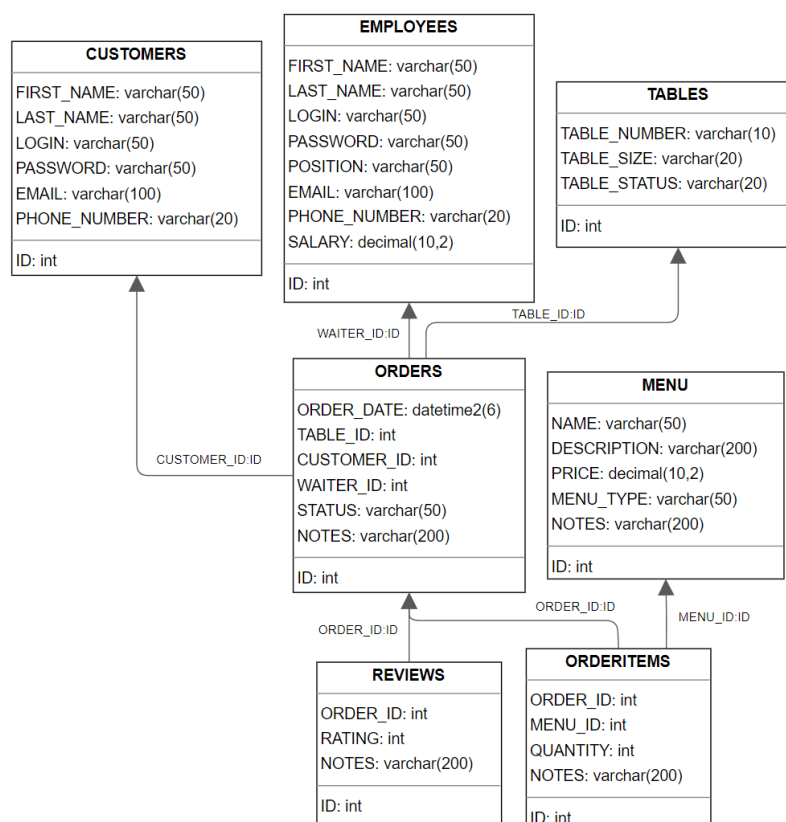 CUSTOMERS
FIRST_NAME: varchar(50)
LAST_NAME: varchar(50)
LOGIN: varchar(50)
PASSWORD: varchar(50)
EMAIL: varchar(100)
PHONE_NUMBER: varchar(20)
ID: int
EMPLOYEES
FIRST_NAME: varchar(50)
LAST_NAME: varchar(50)
LOGIN: varchar(50)
PASSWORD: varchar(50)
POSITION: varchar(50)
EMAIL: varchar(100)
PHONE_NUMBER: varchar(20)
SALARY: decimal(10,2)
ID: int
TABLES
TABLE_NUMBER: varchar(10)
TABLE_SIZE: varchar(20)
TABLE_STATUS: varchar(20)
ID: int
WAITER_ID:ID
TABLE_ID:ID
CUSTOMER_ID:ID
ORDERS
ORDER_DATE: datetime2(6)
TABLE_ID: int
CUSTOMER_ID: int
WAITER_ID: int
STATUS: varchar(50)
NOTES: varchar(200)
ID: int
MENU
NAME: varchar(50)
DESCRIPTION: varchar(200)
PRICE: decimal(10,2)
MENU_TYPE: varchar(50)
NOTES: varchar(200)
ID: int
ORDER_ID:ID
ORDER_ID:ID
MENU_ID:ID
REVIEWS
ORDER_ID: int
RATING: int
NOTES: varchar(200)
ID: int
ORDERITEMS
ORDER_ID: int
MENU_ID: int
QUANTITY: int
NOTES: varchar(200)
ID: int